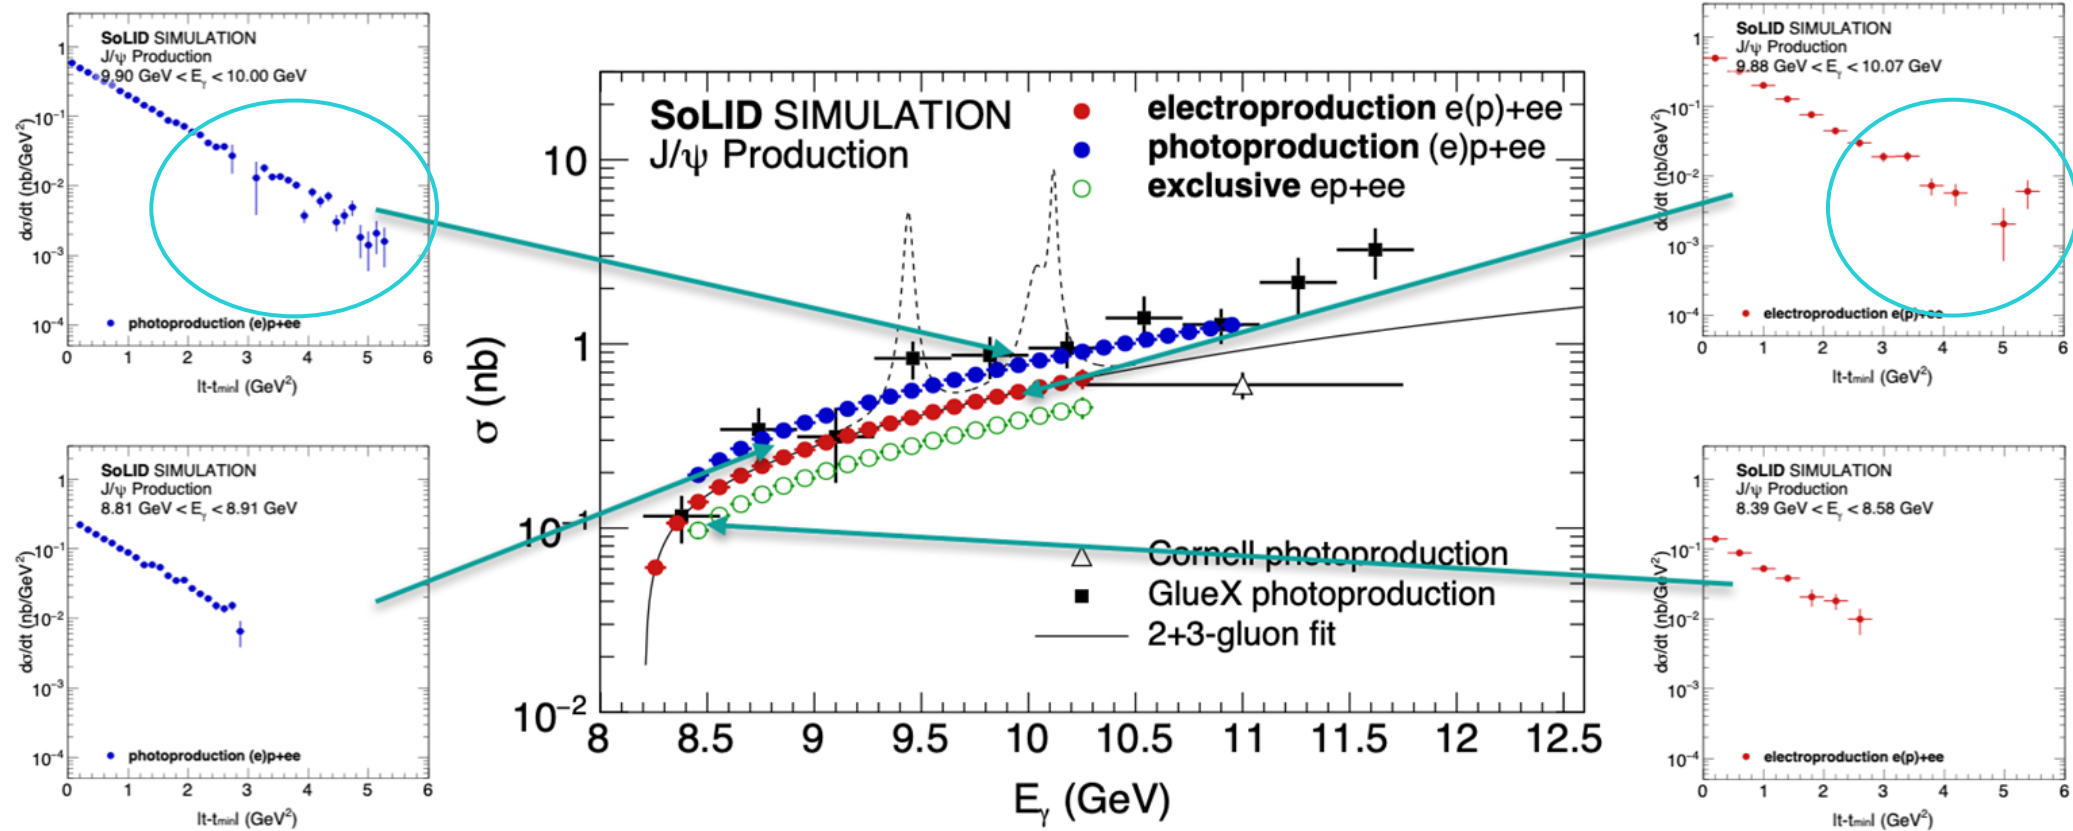 SoLID SIMULATION
J/ψ Production
9.90 GeV < Eγ < 10.00 GeV
dσ/dt (nb/GeV²)
1
10⁻¹
10⁻²
10⁻³
10⁻⁴
photoproduction (e)p+ee
0 1 2 3 4 5 6
|t-tmin| (GeV²)
SoLID SIMULATION
J/ψ Production
8.81 GeV < Eγ < 8.91 GeV
dσ/dt (nb/GeV²)
1
10⁻¹
10⁻²
10⁻³
10⁻⁴
photoproduction (e)p+ee
0 1 2 3 4 5 6
|t-tmin| (GeV²)
SoLID SIMULATION
J/ψ Production
electroproduction e(p)+ee
photoproduction (e)p+ee
exclusive ep+ee
σ (nb)
10
1
10⁻¹
10⁻²
Cornell photoproduction
GlueX photoproduction
2+3-gluon fit
8 8.5 9 9.5 10 10.5 11 11.5 12 12.5
Eγ (GeV)
SoLID SIMULATION
J/ψ Production
9.88 GeV < Eγ < 10.07 GeV
dσ/dt (nb/GeV²)
1
10⁻¹
10⁻²
10⁻³
10⁻⁴
electroproduction e(p)+ee
0 1 2 3 4 5 6
|t-tmin| (GeV²)
SoLID SIMULATION
J/ψ Production
8.39 GeV < Eγ < 8.58 GeV
dσ/dt (nb/GeV²)
1
10⁻¹
10⁻²
10⁻³
10⁻⁴
electroproduction e(p)+ee
0 1 2 3 4 5 6
|t-tmin| (GeV²)